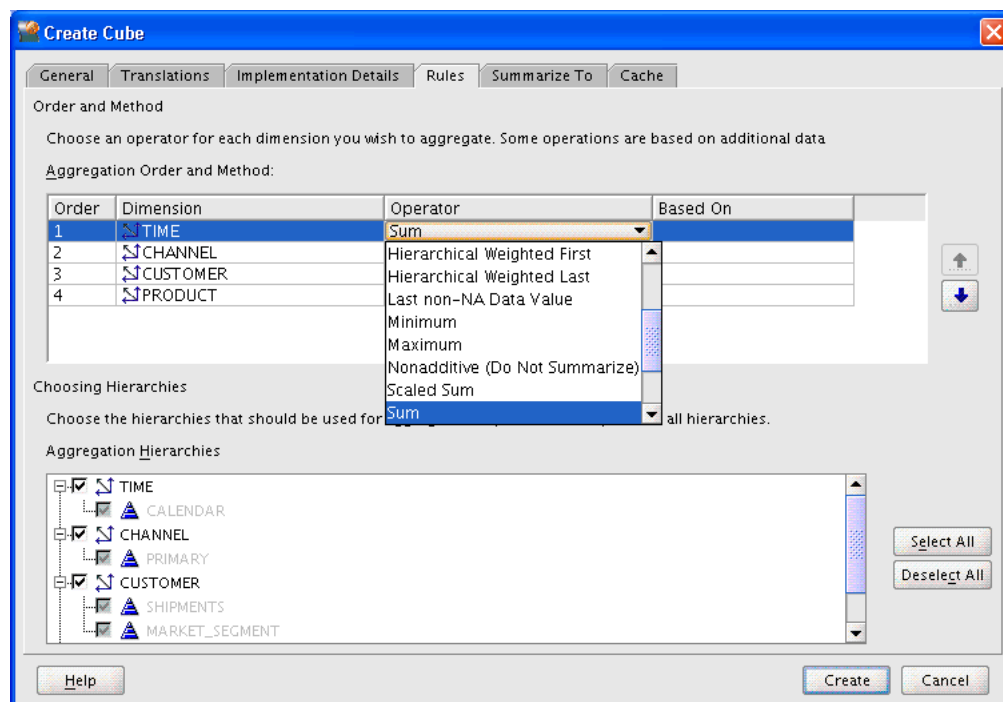 Create Cube
General Translations Implementation Details Rules Summarize To Cache
Order and Method
Choose an operator for each dimension you wish to aggregate. Some operations are based on additional data
Aggregation Order and Method:
Order Dimension Operator Based On
1 TIME Sum
2 CHANNEL
3 CUSTOMER
4 PRODUCT
Hierarchical Weighted First
Hierarchical Weighted Last
Last non-NA Data Value
Minimum
Maximum
Nonadditive (Do Not Summarize)
Scaled Sum
Sum
Choosing Hierarchies
Choose the hierarchies that should be used for all hierarchies.
Aggregation Hierarchies
TIME
CALENDAR
CHANNEL
PRIMARY
CUSTOMER
SHIPMENTS
MARKET_SEGMENT
Select All
Deselect All
Help Create Cancel